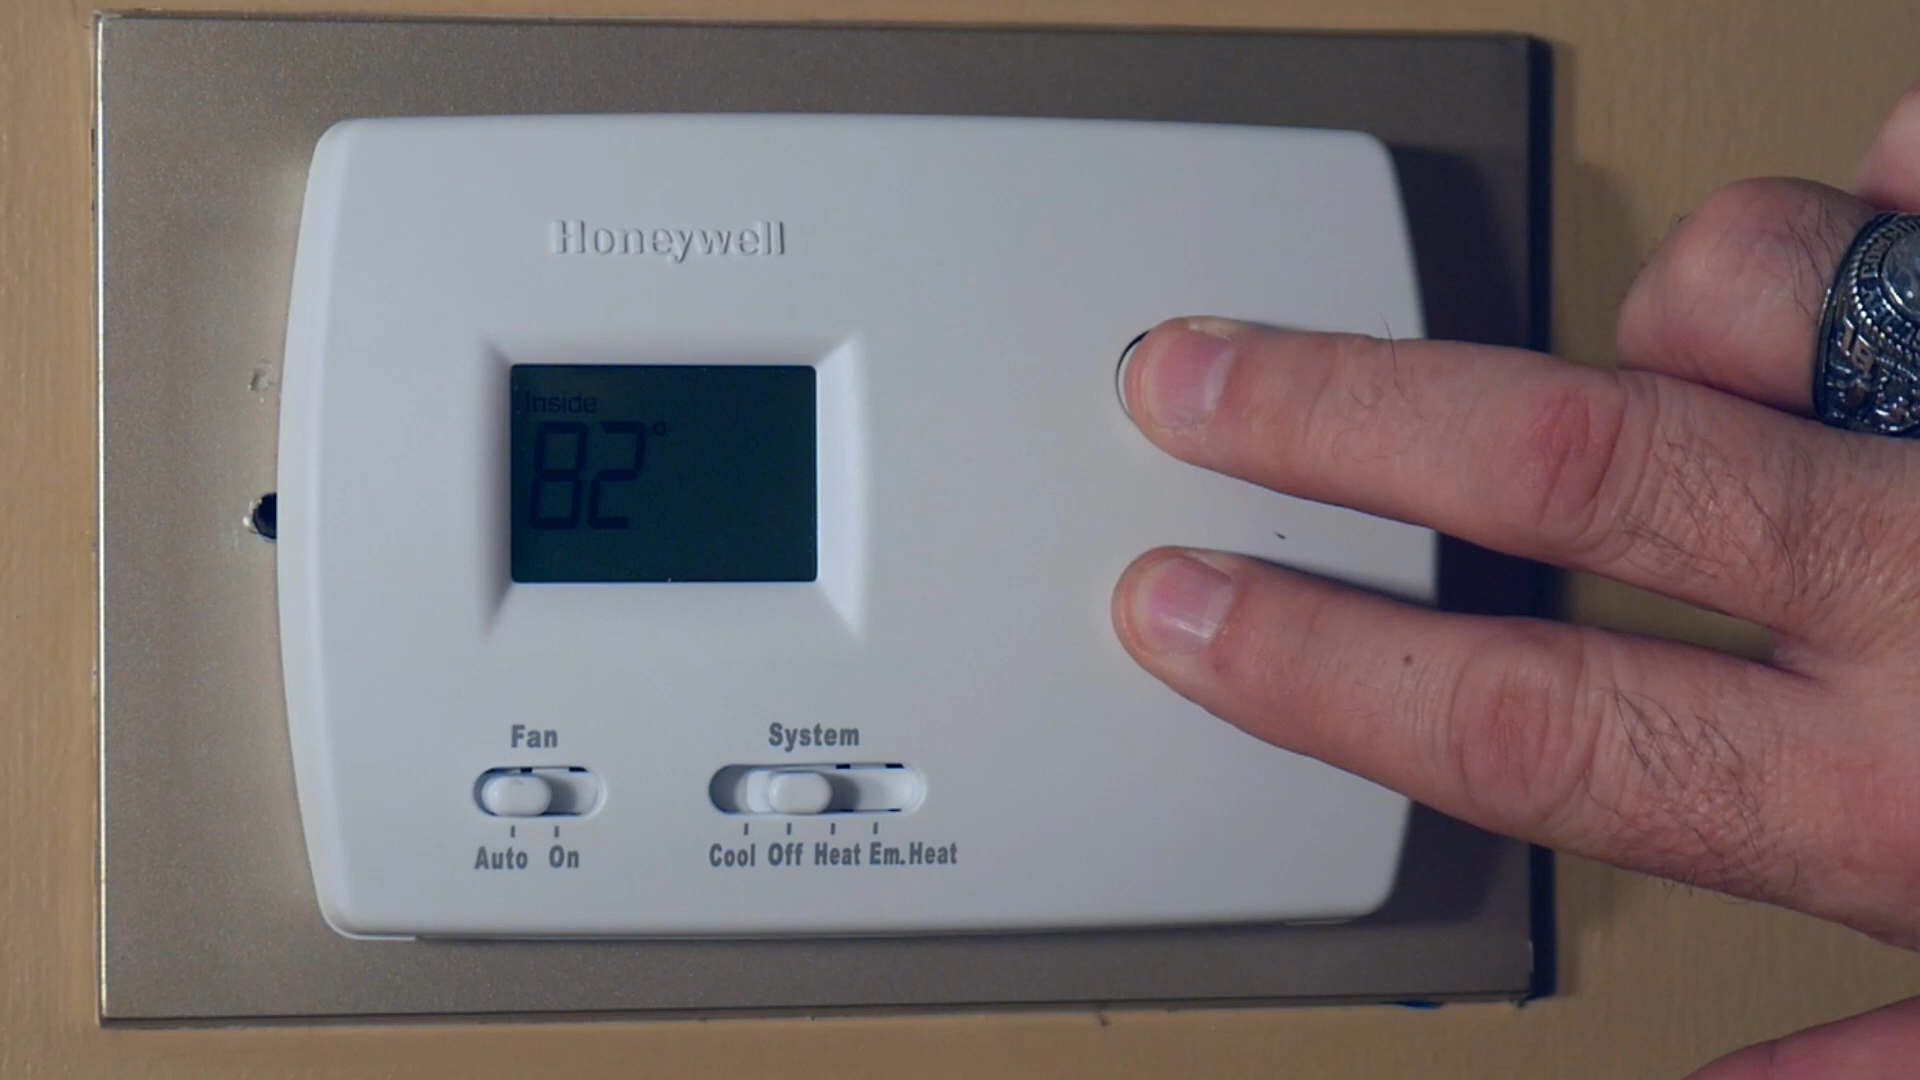 Honeywell
Inside
82°
Fan
System
Auto On
Cool Off Heat Em.Heat